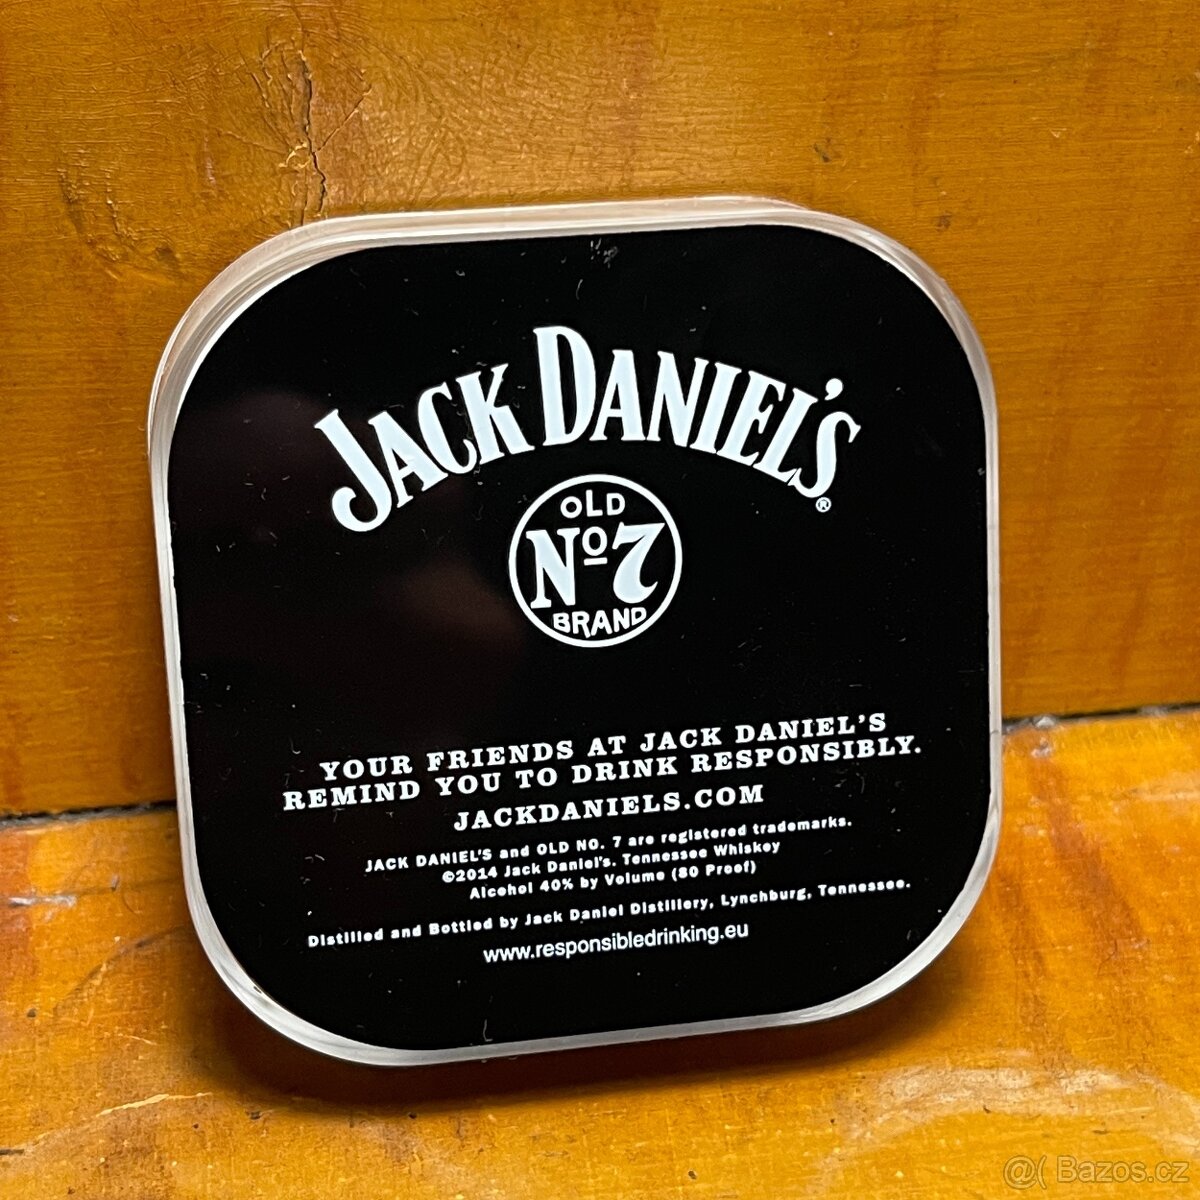 JACK DANIEL'S®
OLD
Nº7
BRAND
YOUR FRIENDS AT JACK DANIEL'S
REMIND YOU TO DRINK RESPONSIBLY.
JACKDANIELS.COM
JACK DANIEL'S and OLD NO. 7 are registered trademarks.
©2014 Jack Daniel's. Tennessee Whiskey
Alcohol 40% by Volume (80 Proof)
Distilled and Bottled by Jack Daniel Distillery, Lynchburg, Tennessee.
www.responsibledrinking.eu
@( Bazos.cz